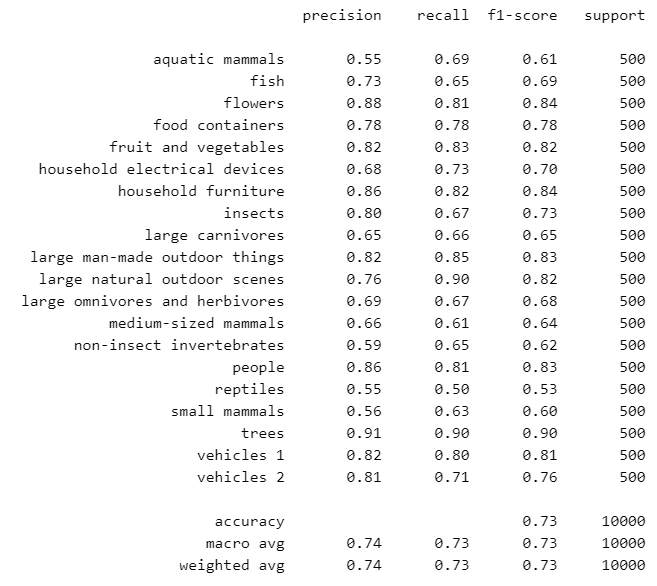 precision recall f1-score support
aquatic mammals 0.55 0.69 0.61 500
fish 0.73 0.65 0.69 500
flowers 0.88 0.81 0.84 500
food containers 0.78 0.78 0.78 500
fruit and vegetables 0.82 0.83 0.82 500
household electrical devices 0.68 0.73 0.70 500
household furniture 0.86 0.82 0.84 500
insects 0.80 0.67 0.73 500
large carnivores 0.65 0.66 0.65 500
large man-made outdoor things 0.82 0.85 0.83 500
large natural outdoor scenes 0.76 0.90 0.82 500
large omnivores and herbivores 0.69 0.67 0.68 500
medium-sized mammals 0.66 0.61 0.64 500
non-insect invertebrates 0.59 0.65 0.62 500
people 0.86 0.81 0.83 500
reptiles 0.55 0.50 0.53 500
small mammals 0.56 0.63 0.60 500
trees 0.91 0.90 0.90 500
vehicles 1 0.82 0.80 0.81 500
vehicles 2 0.81 0.71 0.76 500
accuracy 0.73 10000
macro avg 0.74 0.73 0.73 10000
weighted avg 0.74 0.73 0.73 10000